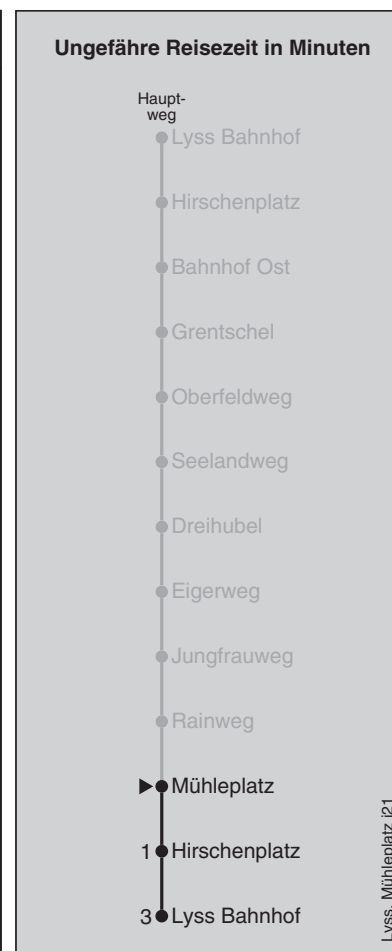 Ungefähre Reisezeit in Minuten
Haupt-
weg
Lyss Bahnhof
Hirschenplatz
Bahnhof Ost
Grentschel
Oberfeldweg
Seelandweg
Dreihubel
Eigerweg
Jungfrauweg
Rainweg
Mühleplatz
1 Hirschenplatz
3 Lyss Bahnhof
Lyss, Mühleplatz j21